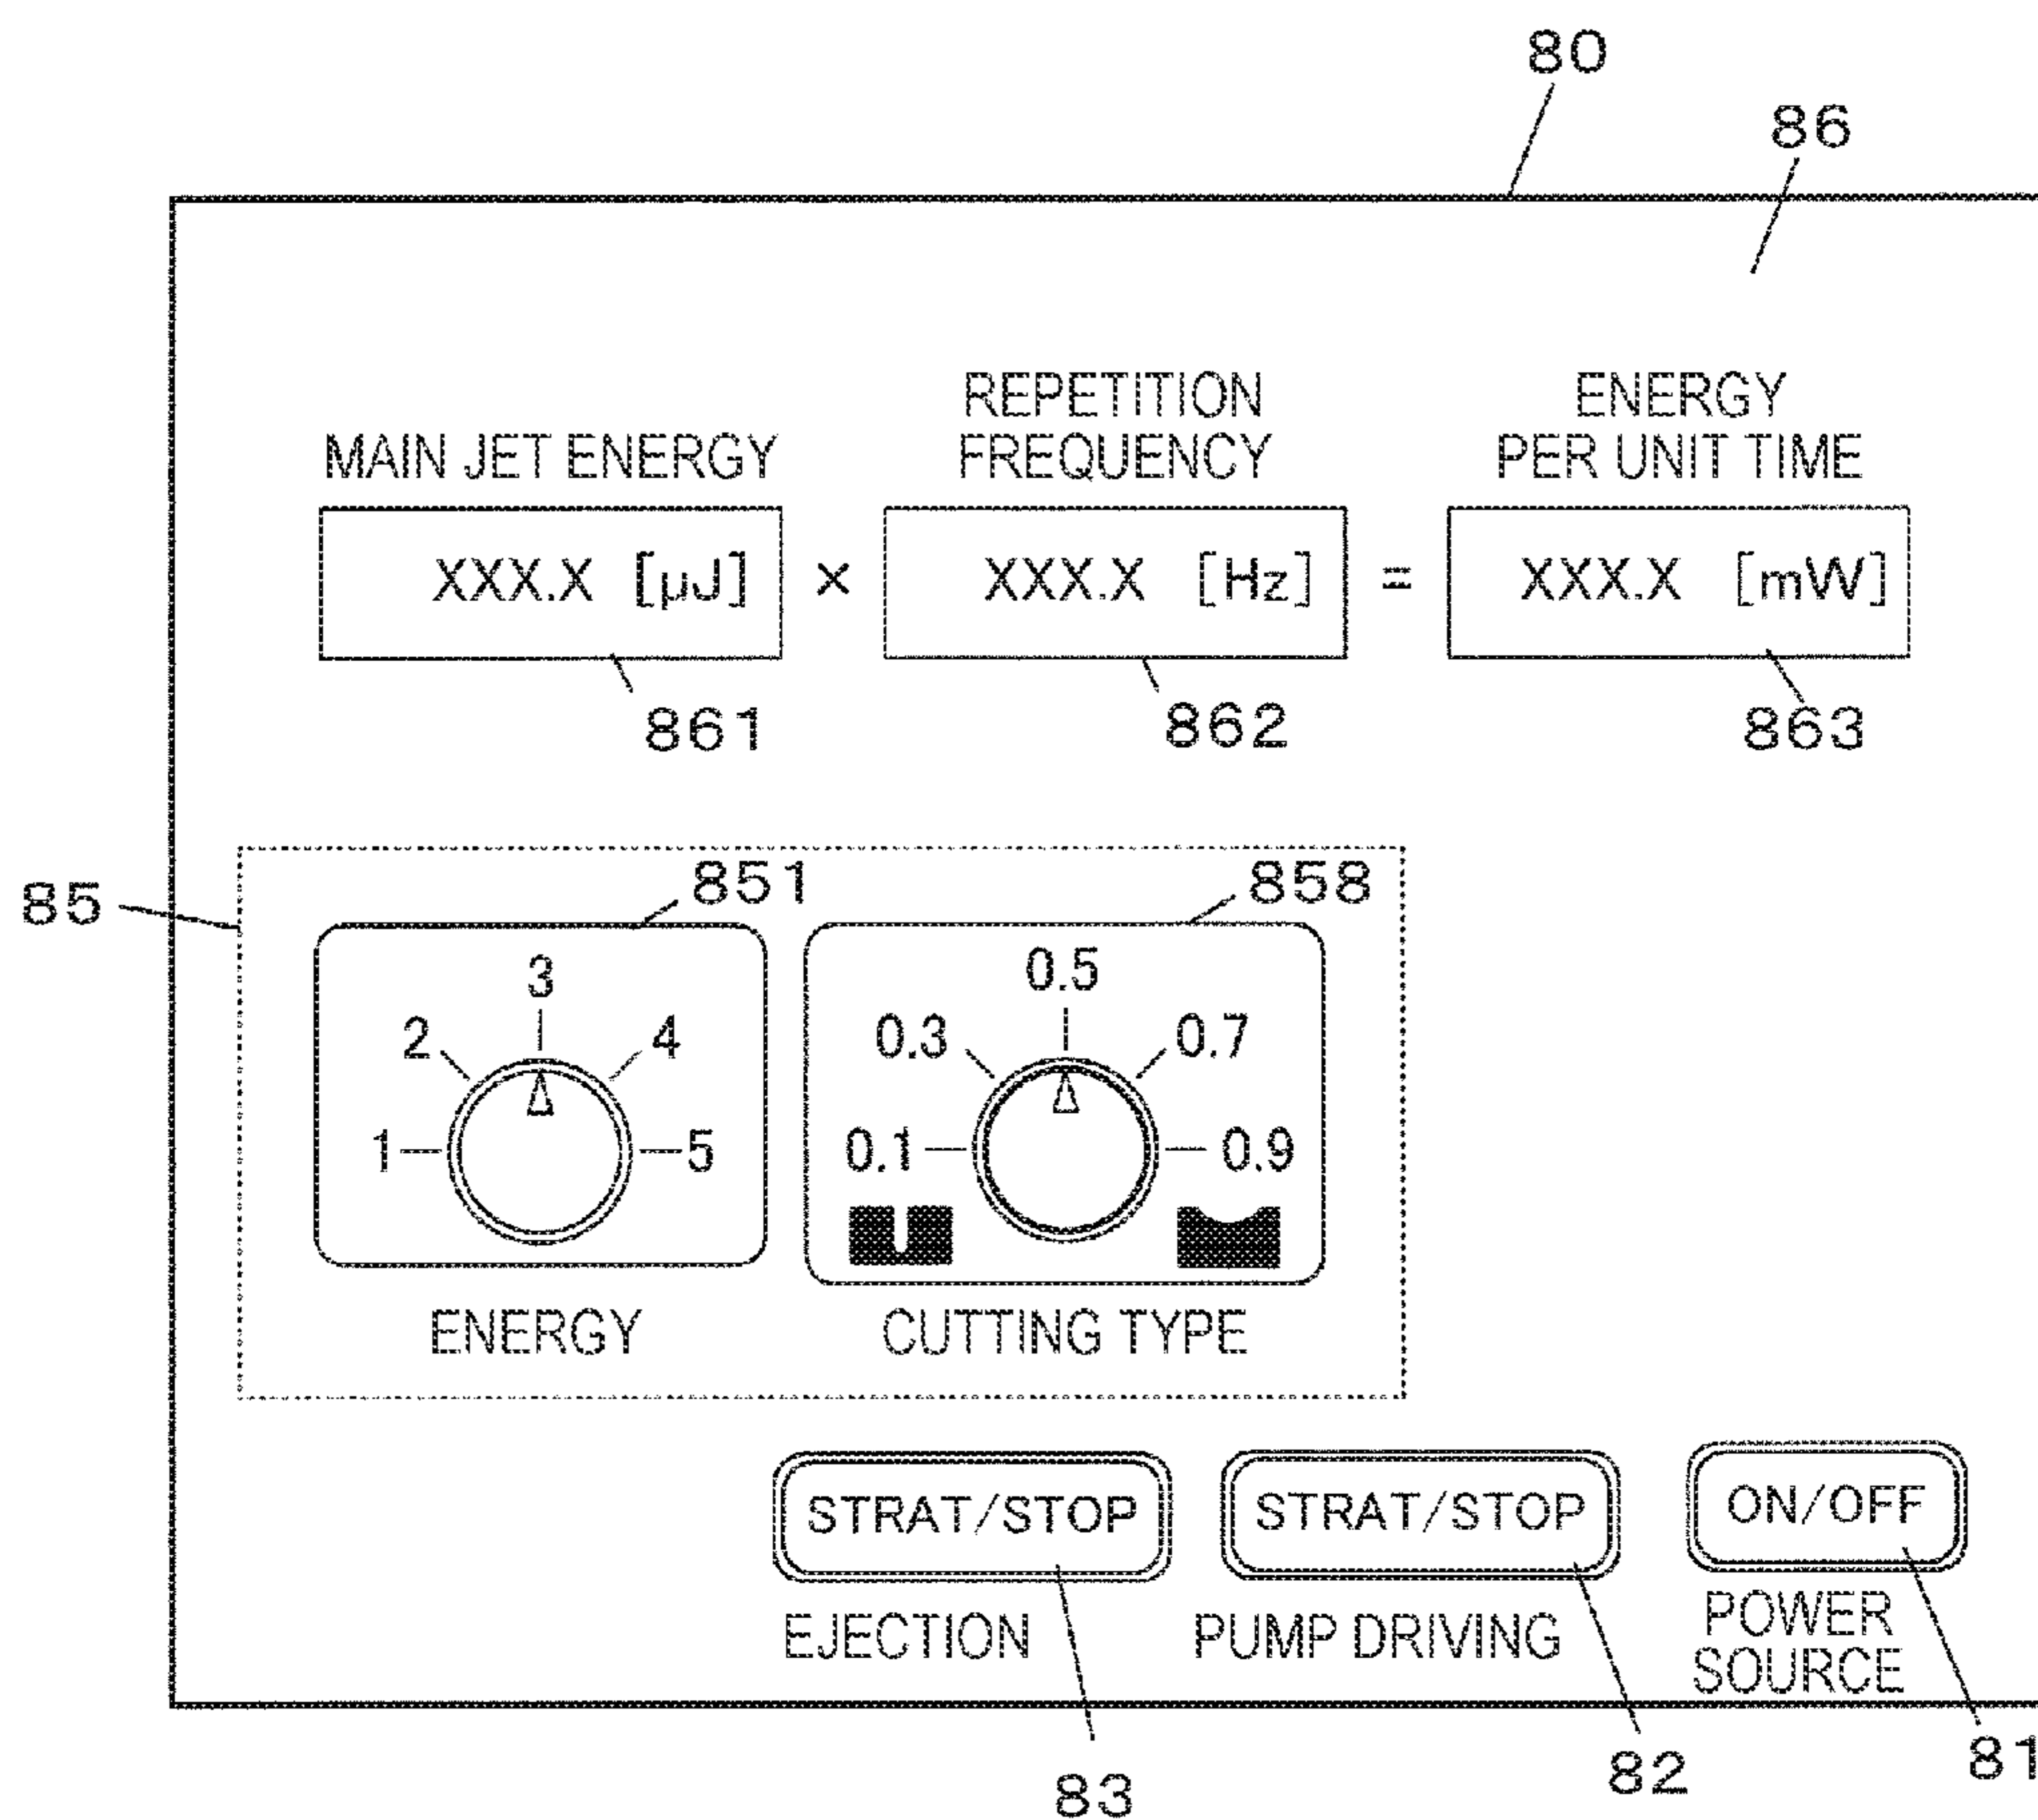 80
86
MAIN JET ENERGY
REPETITION
FREQUENCY
ENERGY
PER UNIT TIME
XXX.X [µJ] × XXX.X [Hz] = XXX.X [mW]
861 862 863
85
851
858
1 2 3 4 5
0.1 0.3 0.5 0.7 0.9
ENERGY
CUTTING TYPE
STRAT/STOP
STRAT/STOP
ON/OFF
EJECTION
PUMP DRIVING
POWER
SOURCE
83
82
81